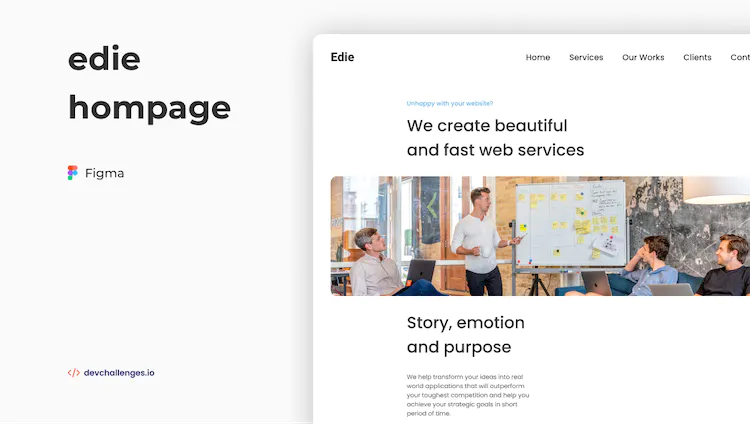 edie
hompage
Figma
devchallenges.io
Edie
Home Services Our Works Clients
Unhappy with your website?
We create beautiful
and fast web services
Story, emotion
and purpose
We help transform your ideas into real
world applications that will outperform
your toughest competition and help you
achieve your strategic goals in short
period of time.